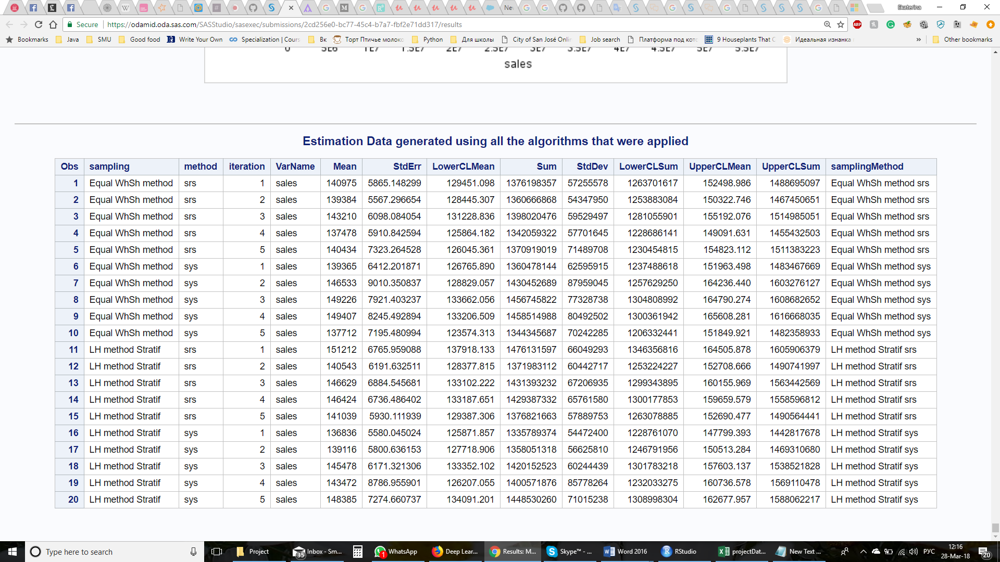 Ne
Ekaterina
Secure https://odamid.oda.sas.com/SASStudio/sasexec/submissions/2cd256e0-bc77-45c4-b7a7-fbf2e71dd317/results
Bookmarks Java SMU Good food Write Your Own Specialization | Cours Вк Торт Птичье молоко Python Для школы City of San José Onli Job search Платформа под кото 9 Houseplants That C Идеальная изнанка » Other bookmarks
0 5E6 1E7 1.5E7 2E7 2.5E7 3E7 3.5E7 4E7 4.5E7 5E7 5.5E7
sales
Estimation Data generated using all the algorithms that were applied
Obs sampling method iteration VarName Mean StdErr LowerCLMean Sum StdDev LowerCLSum UpperCLMean UpperCLSum samplingMethod
1 Equal WhSh method srs 1 sales 140975 5865.148299 129451.098 1376198357 57255578 1263701617 152498.986 1488695097 Equal WhSh method srs
2 Equal WhSh method srs 2 sales 139384 5567.296654 128445.307 1360666868 54347950 1253883084 150322.746 1467450651 Equal WhSh method srs
3 Equal WhSh method srs 3 sales 143210 6098.084054 131228.836 1398020476 59529497 1281055901 155192.076 1514985051 Equal WhSh method srs
4 Equal WhSh method srs 4 sales 137478 5910.842594 125864.182 1342059322 57701645 1228686141 149091.631 1455432503 Equal WhSh method srs
5 Equal WhSh method srs 5 sales 140434 7323.264528 126045.361 1370919019 71489708 1230454815 154823.112 1511383223 Equal WhSh method srs
6 Equal WhSh method sys 1 sales 139365 6412.201871 126765.890 1360478144 62595915 1237488618 151963.498 1483467669 Equal WhSh method sys
7 Equal WhSh method sys 2 sales 146533 9010.350837 128829.057 1430452689 87959045 1257629250 164236.440 1603276127 Equal WhSh method sys
8 Equal WhSh method sys 3 sales 149226 7921.403237 133662.056 1456745822 77328738 1304808992 164790.274 1608682652 Equal WhSh method sys
9 Equal WhSh method sys 4 sales 149407 8245.492894 133206.509 1458514988 80492502 1300361942 165608.281 1616668035 Equal WhSh method sys
10 Equal WhSh method sys 5 sales 137712 7195.480994 123574.313 1344345687 70242285 1206332441 151849.921 1482358933 Equal WhSh method sys
11 LH method Stratif srs 1 sales 151212 6765.959088 137918.133 1476131597 66049293 1346356816 164505.878 1605906379 LH method Stratif srs
12 LH method Stratif srs 2 sales 140543 6191.632511 128377.815 1371983112 60442717 1253224227 152708.666 1490741997 LH method Stratif srs
13 LH method Stratif srs 3 sales 146629 6884.545681 133102.222 1431393232 67206935 1299343895 160155.969 1563442569 LH method Stratif srs
14 LH method Stratif srs 4 sales 146424 6736.486402 133187.651 1429387332 65761580 1300177853 159659.579 1558596812 LH method Stratif srs
15 LH method Stratif srs 5 sales 141039 5930.111939 129387.306 1376821663 57889753 1263078885 152690.477 1490564441 LH method Stratif srs
16 LH method Stratif sys 1 sales 136836 5580.045024 125871.857 1335789374 54472400 1228761070 147799.393 1442817678 LH method Stratif sys
17 LH method Stratif sys 2 sales 139116 5800.636153 127718.906 1358051318 56625810 1246791956 150513.284 1469310680 LH method Stratif sys
18 LH method Stratif sys 3 sales 145478 6171.321306 133352.102 1420152523 60244439 1301783218 157603.137 1538521828 LH method Stratif sys
19 LH method Stratif sys 4 sales 143472 8786.955901 126207.055 1400571876 85778264 1232033275 160736.578 1569110478 LH method Stratif sys
20 LH method Stratif sys 5 sales 148385 7274.660737 134091.201 1448530260 71015238 1308998304 162677.957 1588062217 LH method Stratif sys
Type here to search Project 35 Inbox - Sm... 1 WhatsApp Deep Lear... Results: M... Skype™ - ... Word 2016 RStudio projectDat... New Text ... РУС 12:16
28-Mar-18 20